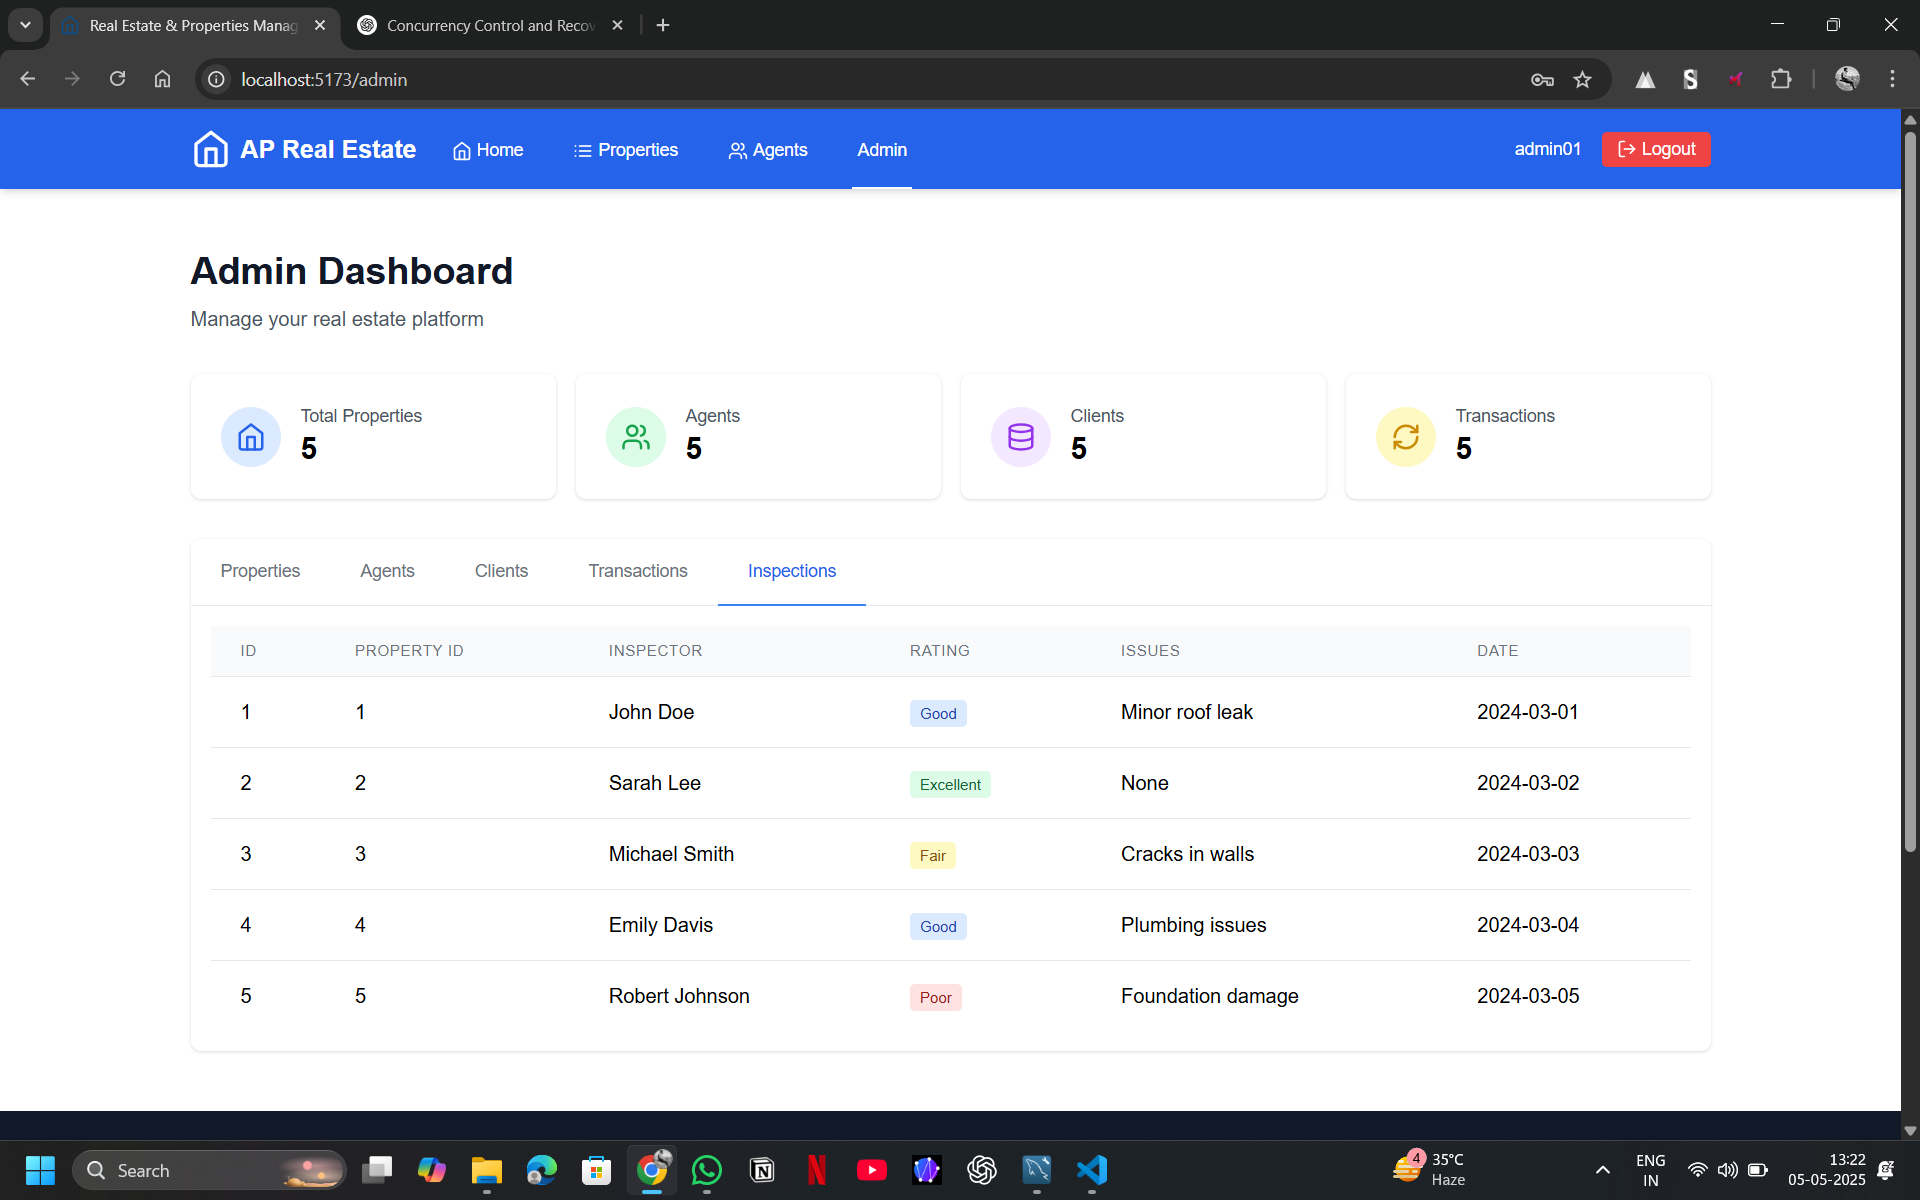 Real Estate & Properties Manag
Concurrency Control and Recov
localhost:5173/admin
AP Real Estate
Home
Properties
Agents
Admin
admin01
Logout
Admin Dashboard
Manage your real estate platform
Total Properties
5
Agents
5
Clients
5
Transactions
5
Properties Agents Clients Transactions Inspections
ID PROPERTY ID INSPECTOR RATING ISSUES DATE
1 1 John Doe Good Minor roof leak 2024-03-01
2 2 Sarah Lee Excellent None 2024-03-02
3 3 Michael Smith Fair Cracks in walls 2024-03-03
4 4 Emily Davis Good Plumbing issues 2024-03-04
5 5 Robert Johnson Poor Foundation damage 2024-03-05
Search
4
35°C
Haze
ENG
IN
13:22
05-05-2025